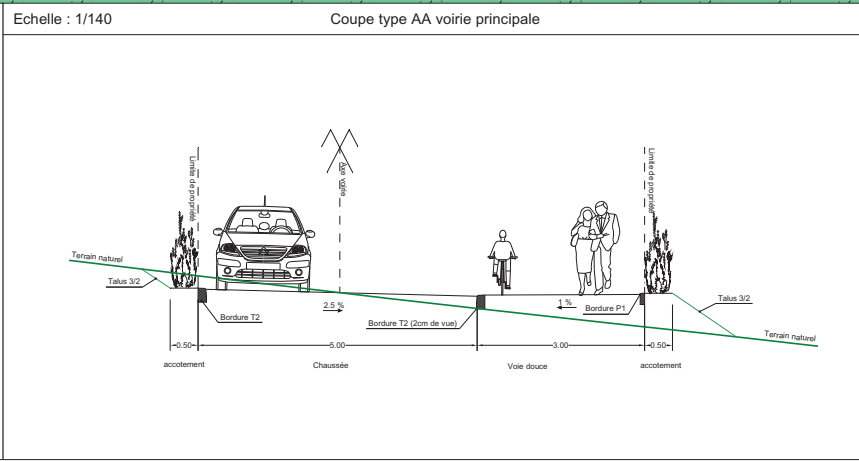 Echelle : 1/140
Coupe type AA voirie principale
Limite de propriété
Axe voirie
Limite de propriété
Terrain naturel
Talus 3/2
Bordure T2
2.5 %
Bordure T2 (2cm de vue)
1 %
Bordure P1
Talus 3/2
Terrain naturel
0.50
5.00
3.00
0.50
accotement
Chaussée
Voie douce
accotement